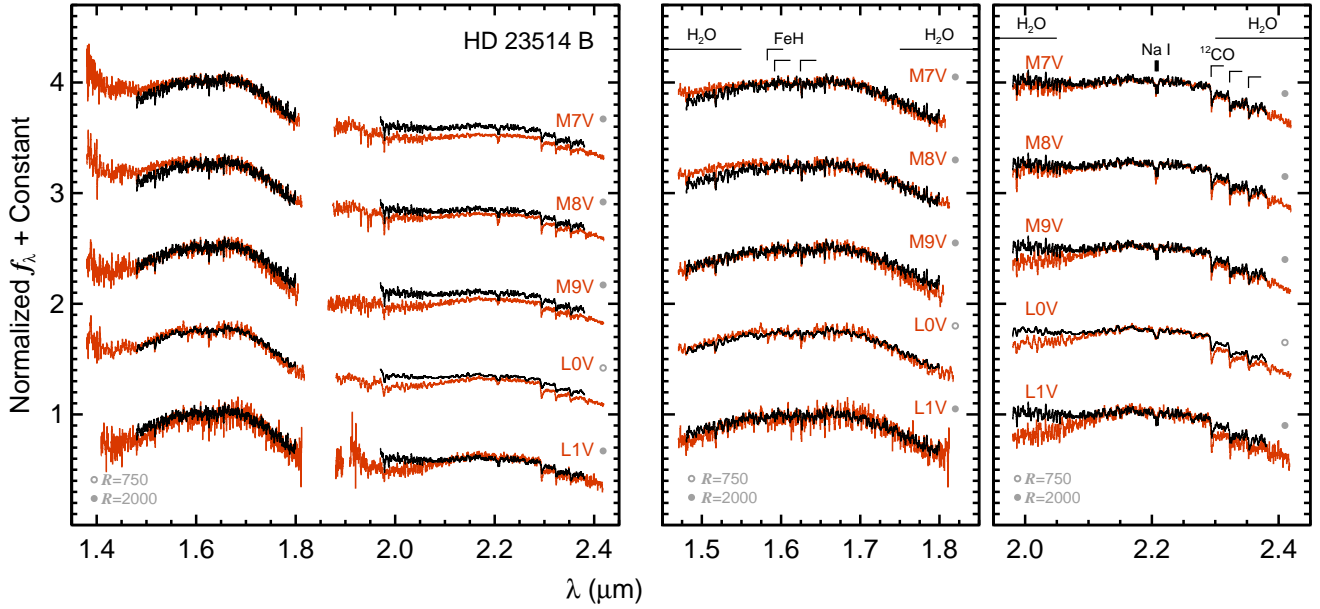 HD 23514 B
M7V
M8V
M9V
L0V
L1V
R=750
R=2000
4
3
2
1
Normalized fλ + Constant
1.4 1.6 1.8 2.0 2.2 2.4
H₂O FeH H₂O
M7V
M8V
M9V
L0V
L1V
R=750
R=2000
1.5 1.6 1.7 1.8
H₂O H₂O
Na I ¹²CO
M7V
M8V
M9V
L0V
L1V
R=750
R=2000
2.0 2.2 2.4
λ (μm)